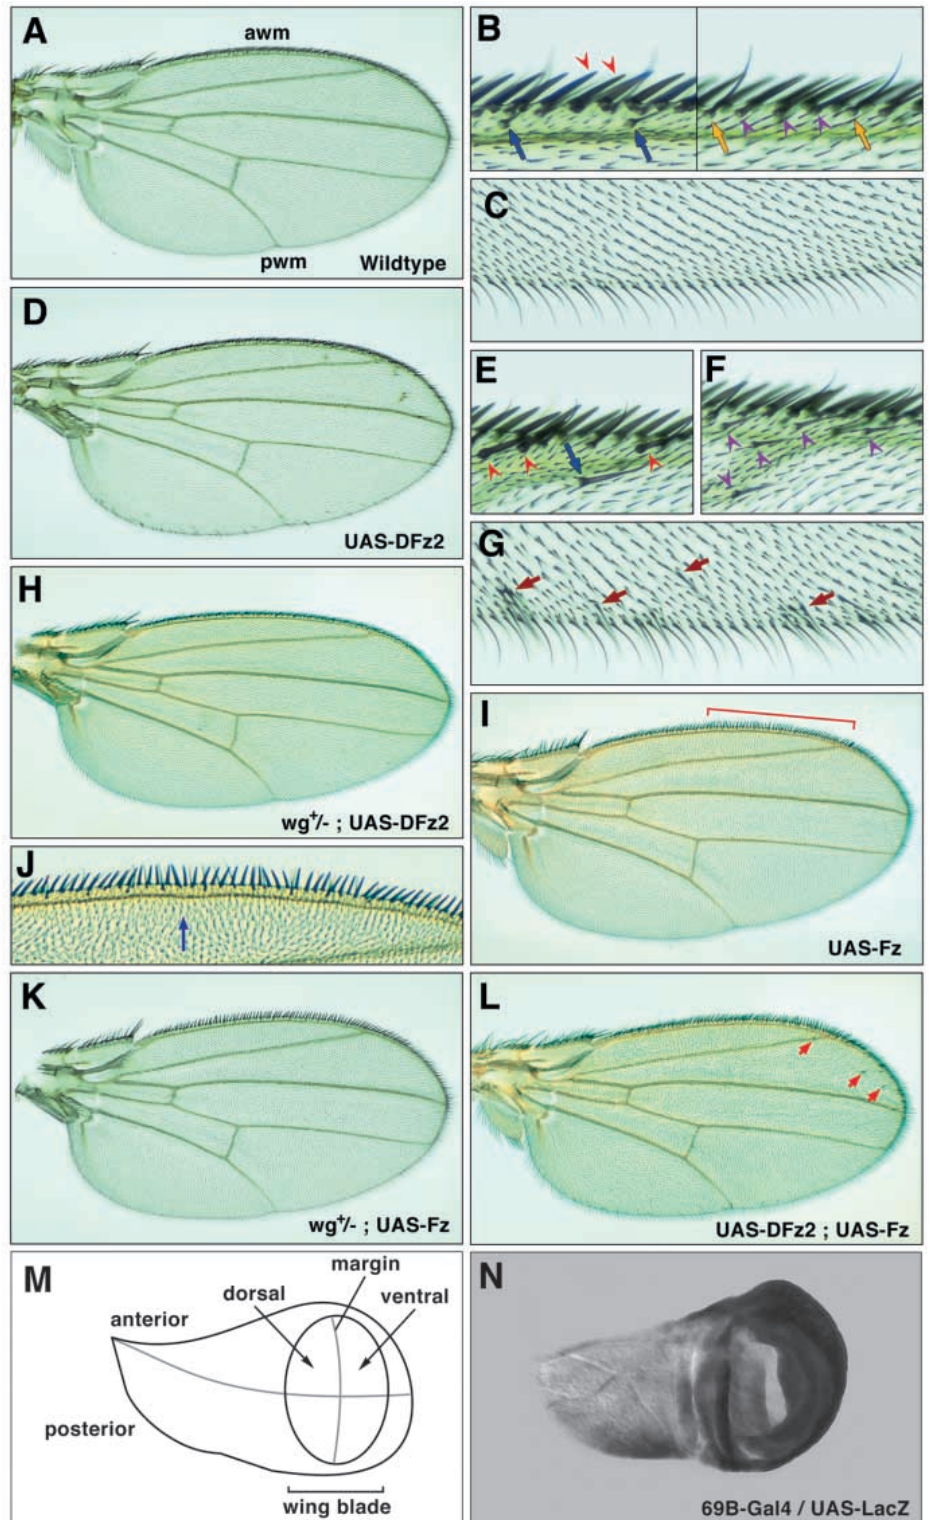 A
awm
pwm
Wildtype
B
C
D
UAS-DFz2
E
F
G
H
wg+/- ; UAS-DFz2
I
UAS-Fz
J
K
wg+/- ; UAS-Fz
L
UAS-DFz2 ; UAS-Fz
M
margin
dorsal
ventral
anterior
posterior
wing blade
N
69B-Gal4 / UAS-LacZ